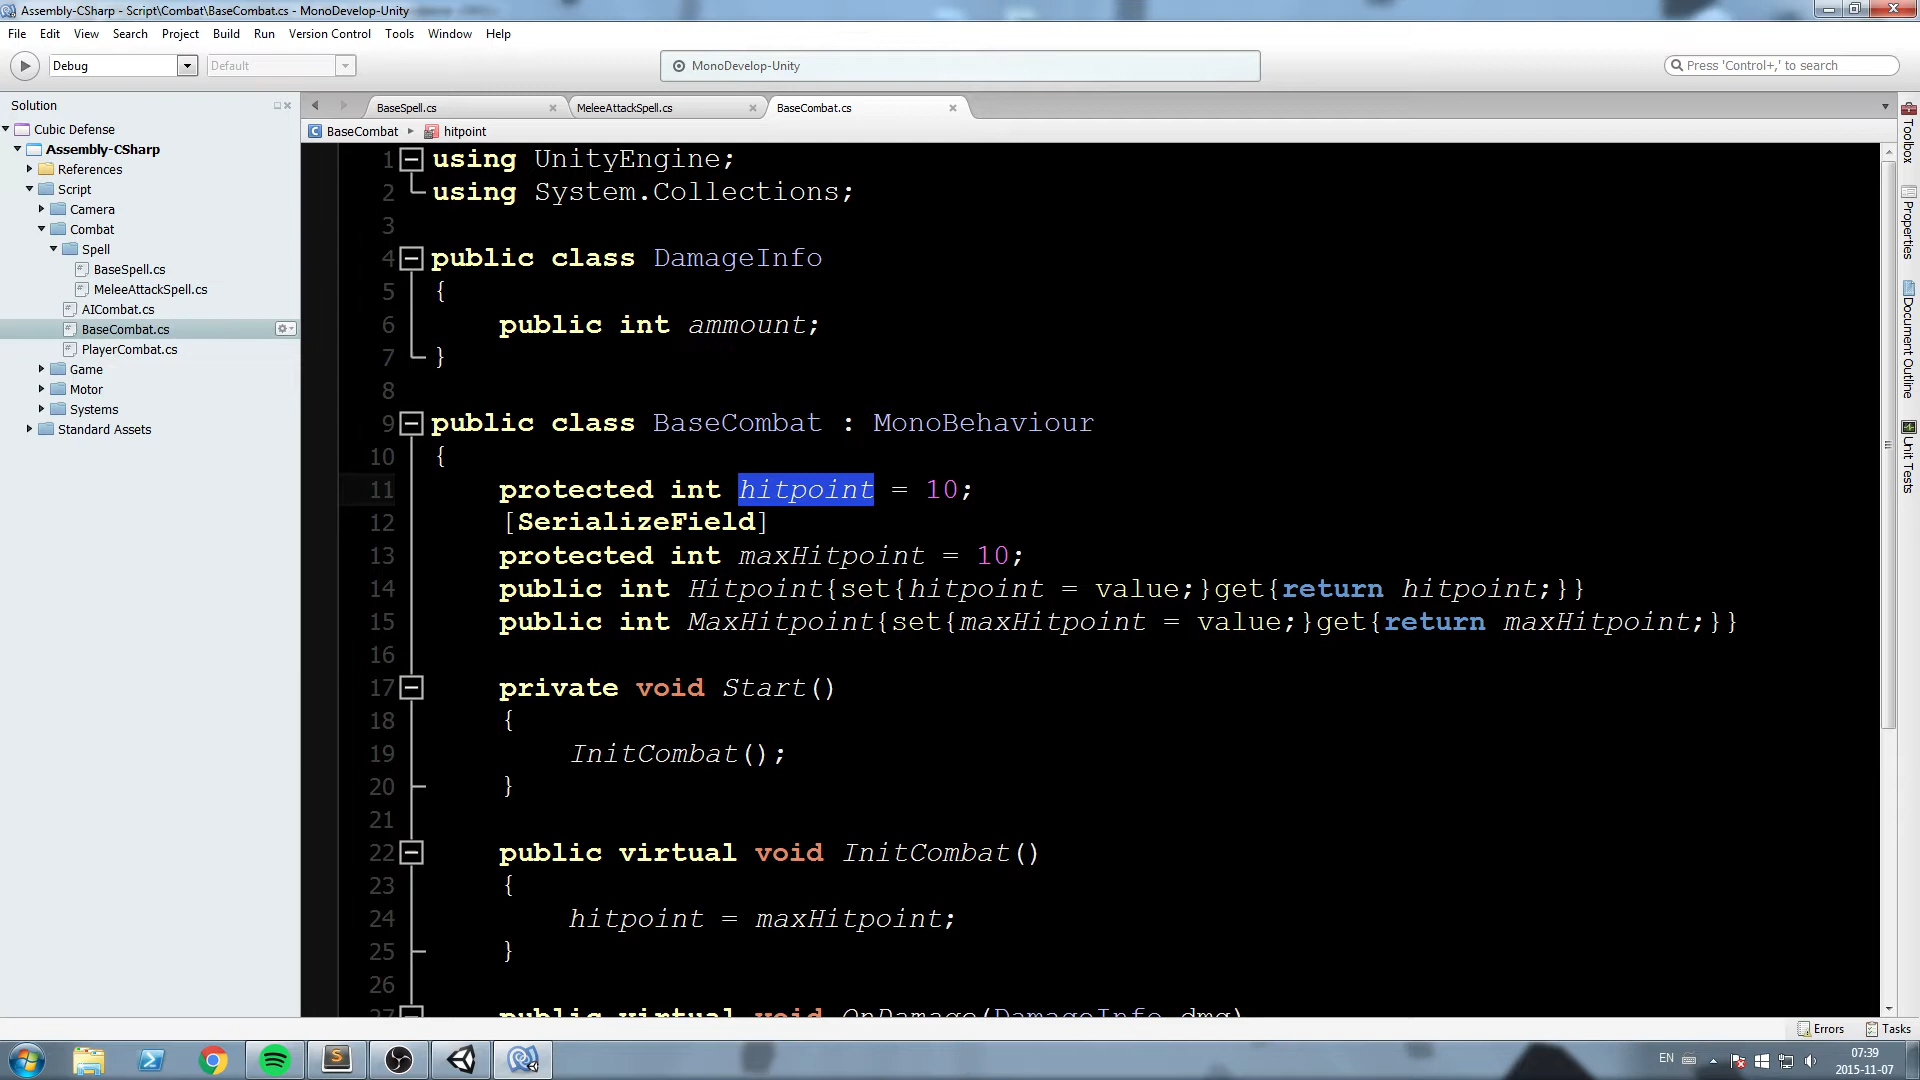 Assembly-CSharp - Script\Combat\BaseCombat.cs - MonoDevelop-Unity
File Edit View Search Project Build Run Version Control Tools Window Help
Debug Default MonoDevelop-Unity Press 'Control+,' to search
Solution
Cubic Defense
Assembly-CSharp
References
Script
Camera
Combat
Spell
BaseSpell.cs
MeleeAttackSpell.cs
AICombat.cs
BaseCombat.cs
PlayerCombat.cs
Game
Motor
Systems
Standard Assets
BaseSpell.cs MeleeAttackSpell.cs BaseCombat.cs
BaseCombat hitpoint
1 using UnityEngine;
2 using System.Collections;
3
4 public class DamageInfo
5 {
6 public int ammount;
7 }
8
9 public class BaseCombat : MonoBehaviour
10 {
11 protected int hitpoint = 10;
12 [SerializeField]
13 protected int maxHitpoint = 10;
14 public int Hitpoint{set{hitpoint = value;}get{return hitpoint;}}
15 public int MaxHitpoint{set{maxHitpoint = value;}get{return maxHitpoint;}}
16
17 private void Start()
18 {
19 InitCombat();
20 }
21
22 public virtual void InitCombat()
23 {
24 hitpoint = maxHitpoint;
25 }
26
27 public virtual void OnDamage(DamageInfo dmg)
Toolbox
Properties
Document Outline
Unit Tests
Errors Tasks
EN
07:39
2015-11-07